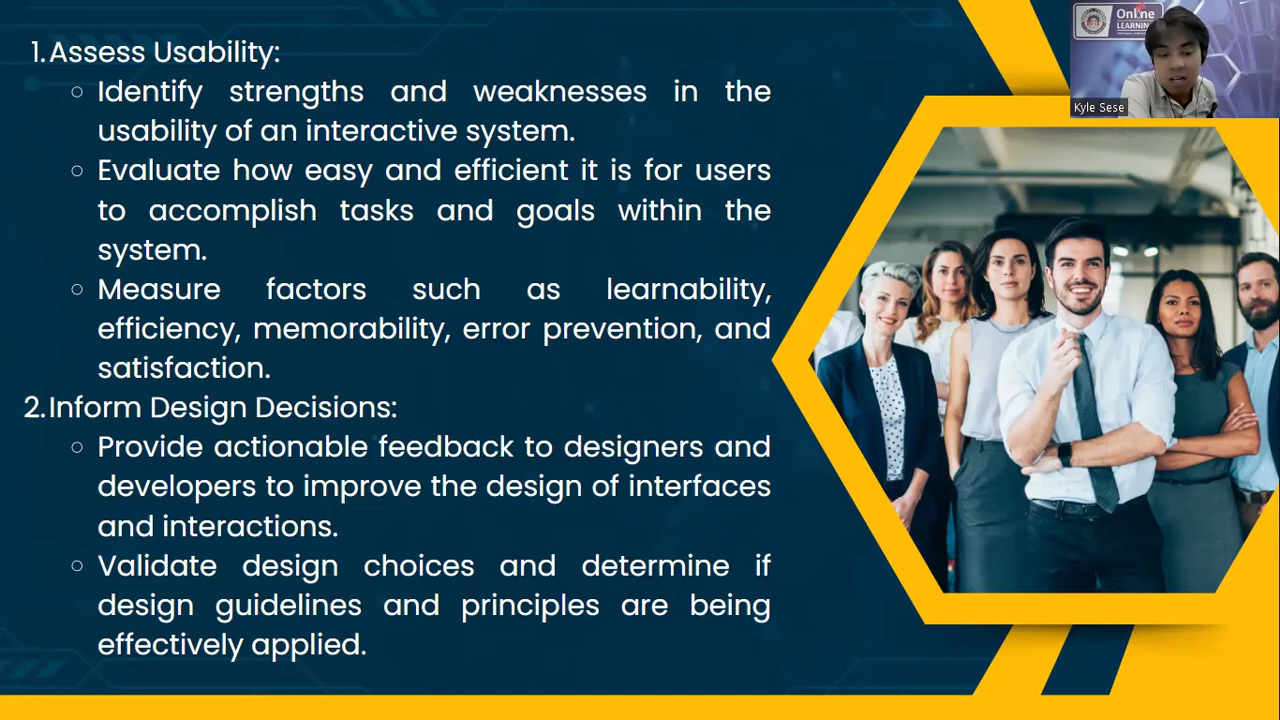 1. Assess Usability:
○ Identify strengths and weaknesses in the
usability of an interactive system.
○ Evaluate how easy and efficient it is for users
to accomplish tasks and goals within the
system.
○ Measure factors such as learnability,
efficiency, memorability, error prevention, and
satisfaction.
2. Inform Design Decisions:
○ Provide actionable feedback to designers and
developers to improve the design of interfaces
and interactions.
○ Validate design choices and determine if
design guidelines and principles are being
effectively applied.
Online
LEARNING
Kyle Sese